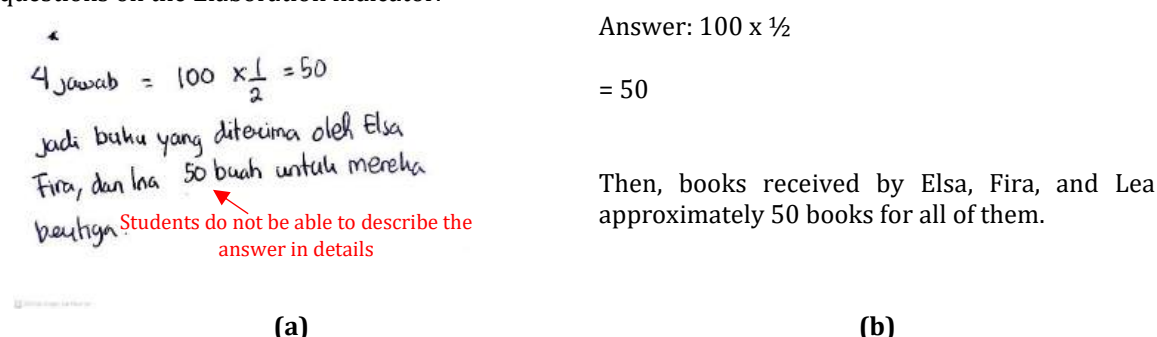 questions on the Elaboration indicator.
4 jawab = 100 x 1/2 = 50
jadi buku yang diterima oleh Elsa
Fira, dan Ina 50 buah untuk mereka
bertiga.
Students do not be able to describe the
answer in details
(a)
Answer: 100 x ½
= 50
Then, books received by Elsa, Fira, and Lea
approximately 50 books for all of them.
(b)